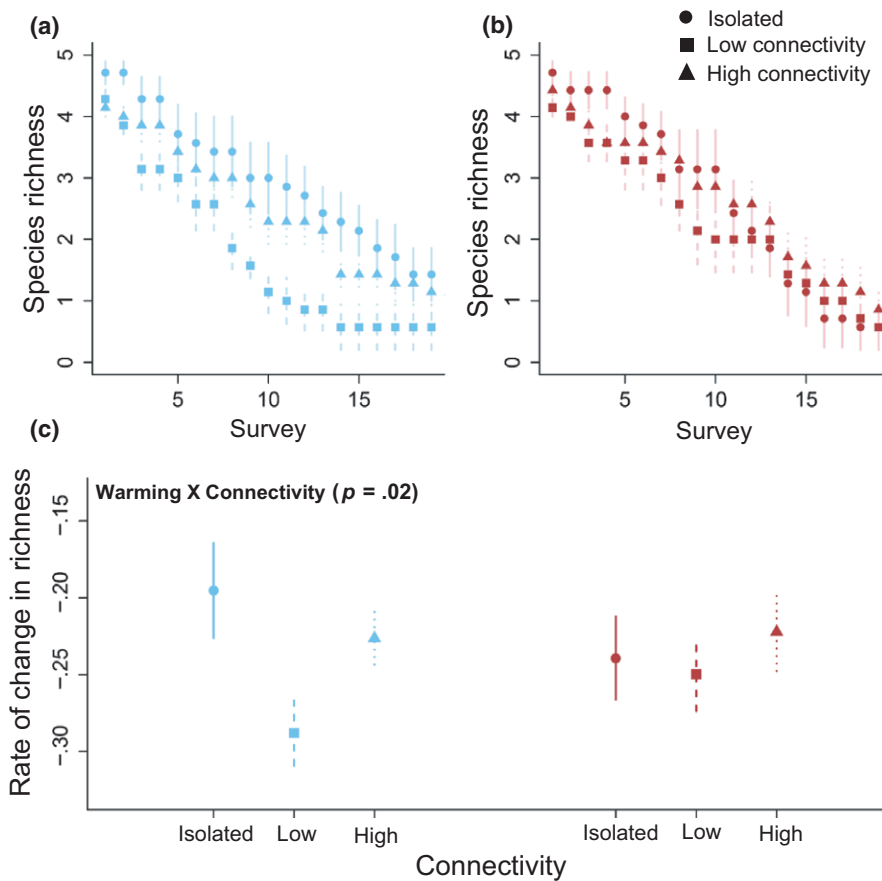 (a)
(b)
Isolated
Low connectivity
High connectivity
Species richness
5
4
3
2
1
0
5
10
15
Survey
Species richness
5
4
3
2
1
0
5
10
15
Survey
(c)
Warming X Connectivity (p = .02)
Rate of change in richness
-.15
-.20
-.25
-.30
Isolated
Low
High
Isolated
Low
High
Connectivity